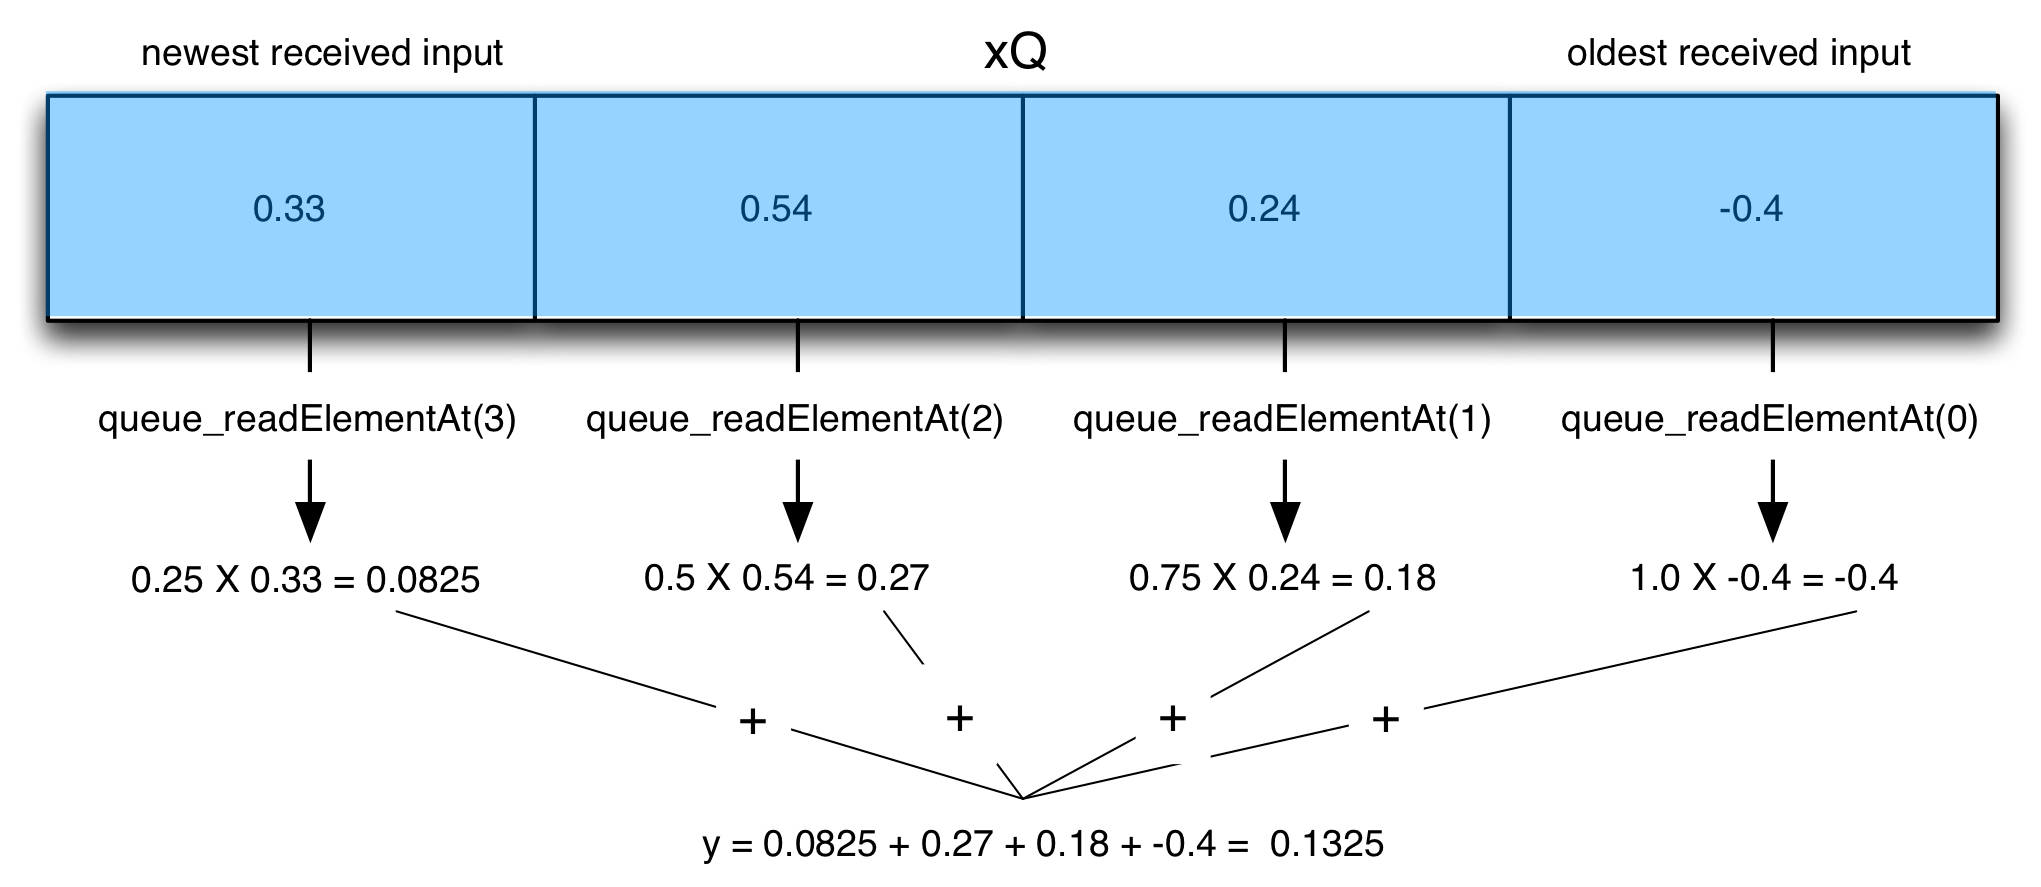 newest received input xQ oldest received input
0.33 0.54 0.24 -0.4
queue_readElementAt(3) queue_readElementAt(2) queue_readElementAt(1) queue_readElementAt(0)
0.25 X 0.33 = 0.0825 0.5 X 0.54 = 0.27 0.75 X 0.24 = 0.18 1.0 X -0.4 = -0.4
+ + + +
y = 0.0825 + 0.27 + 0.18 + -0.4 = 0.1325